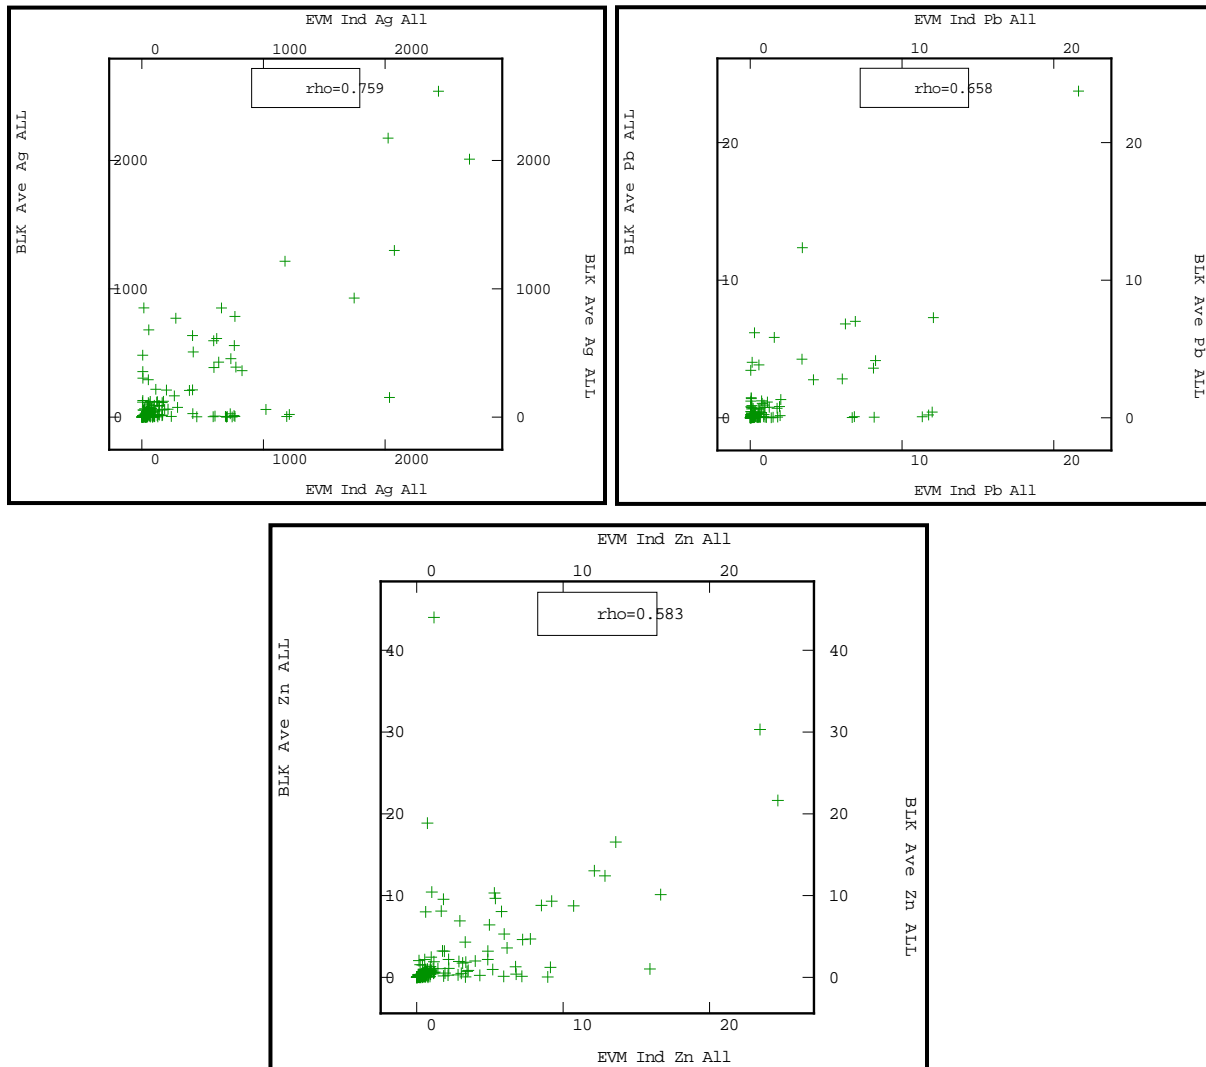 EVM Ind Ag All
0 1000 2000
rho=0.759
BLK Ave Ag ALL
2000 2000
1000 1000
0 0
BLK Ave Ag ALL
0 1000 2000
EVM Ind Ag All
EVM Ind Pb All
0 10 20
rho=0.658
BLK Ave Pb ALL
20 20
10 10
0 0
BLK Ave Pb ALL
0 10 20
EVM Ind Pb All
EVM Ind Zn All
0 10 20
rho=0.583
BLK Ave Zn ALL
40 40
30 30
20 20
10 10
0 0
BLK Ave Zn ALL
0 10 20
EVM Ind Zn All